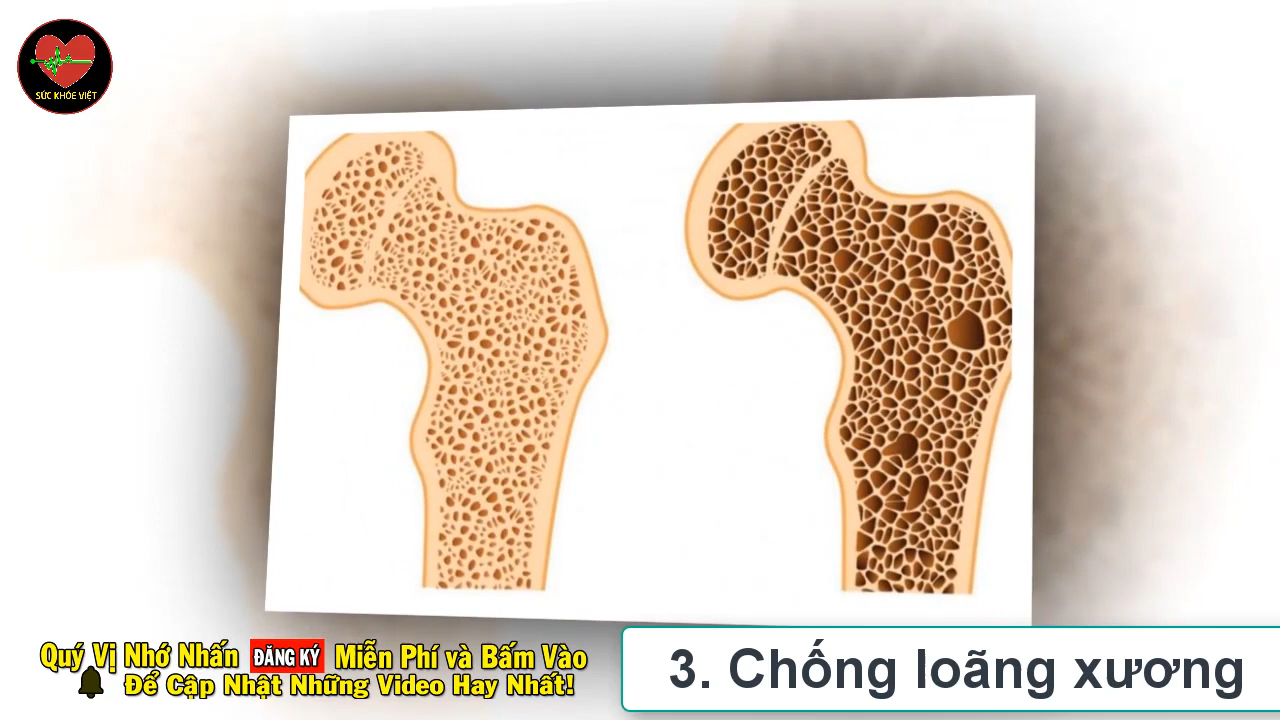 SỨC KHỎE VIỆT
Quý Vị Nhớ Nhấn ĐĂNG KÝ Miễn Phí và Bấm Vào
Để Cập Nhật Những Video Hay Nhất!
3. Chống loãng xương